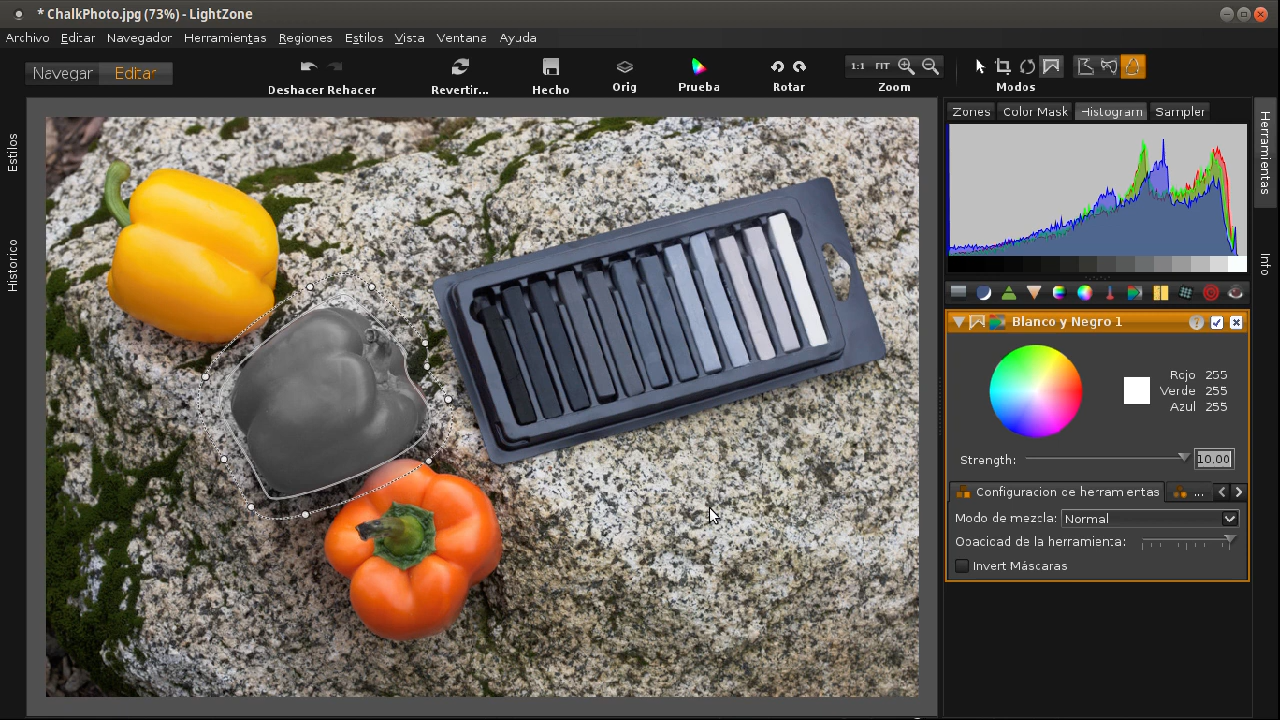 * ChalkPhoto.jpg (73%) - LightZone
Archivo Editar Navegador Herramientas Regiones Estilos Vista Ventana Ayuda
Navegar Editar
Deshacer Rehacer Revertir... Hecho Orig Prueba Rotar
1:1 FIT
Zoom Modos
Estilos
Historico
Zones Color Mask Histogram Sampler
Herramientas
Info
Blanco y Negro 1
Rojo 255
Verde 255
Azul 255
Strength: 10.00
Configuracion de herramientas ...
Modo de mezcla: Normal
Opacidad de la herramienta:
Invert Máscaras